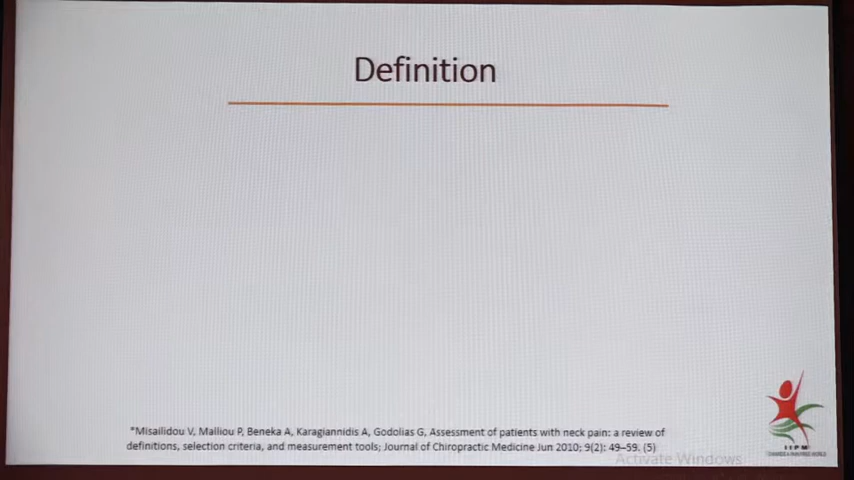 Definition
*Misailidou V, Malliou P, Beneka A, Karagiannidis A, Godolias G, Assessment of patients with neck pain: a review of
definitions, selection criteria, and measurement tools; Journal of Chiropractic Medicine Jun 2010; 9(2): 49–59. (5)
Activate Windows
IIPM